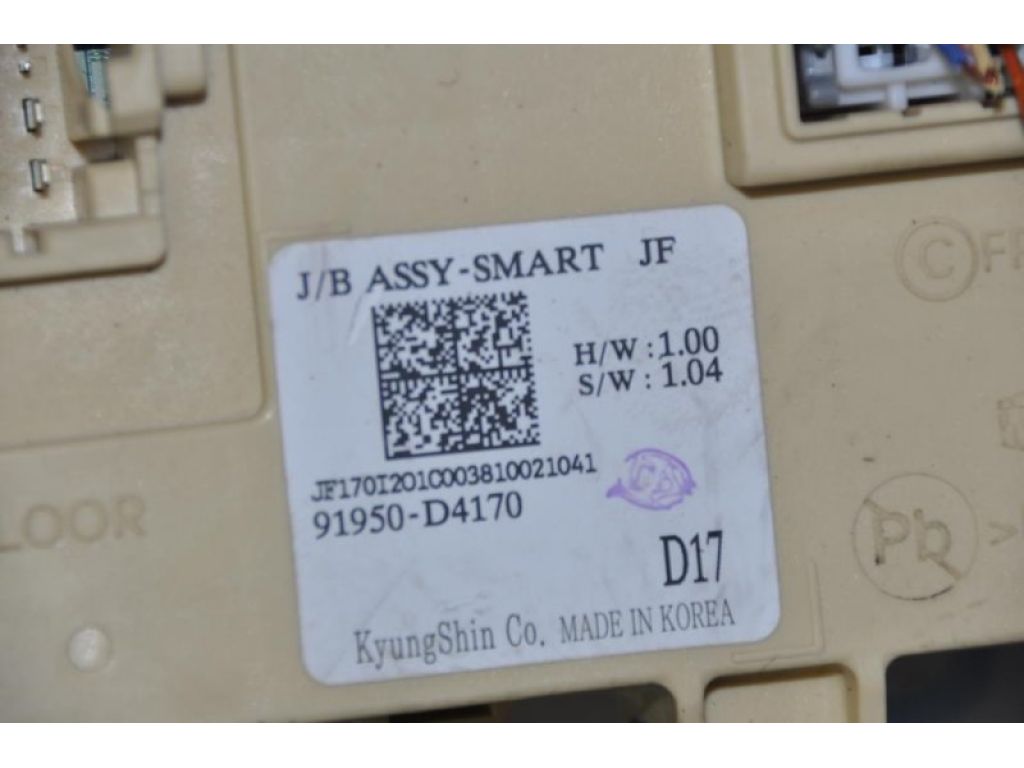 J/B ASSY-SMART JF
H/W : 1.00
S/W : 1.04
JF170I201C003810021041
91950-D4170
D17
KyungShin Co. MADE IN KOREA
LOOR
©
Pb >